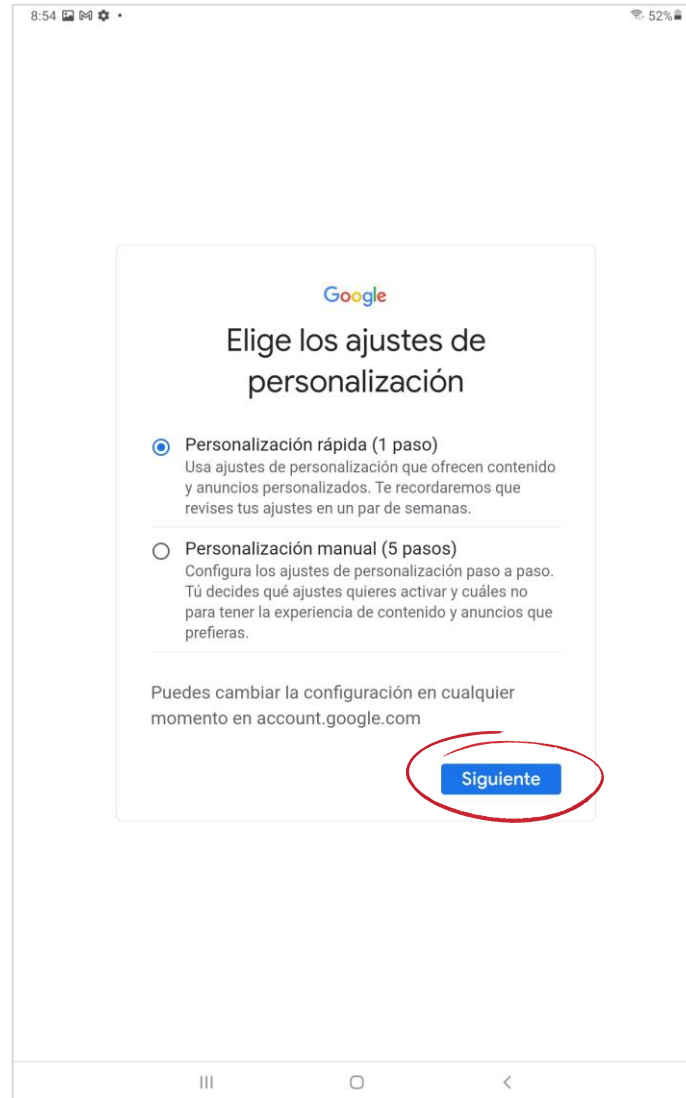 8:54
52%
Google
Elige los ajustes de
personalización
Personalización rápida (1 paso)
Usa ajustes de personalización que ofrecen contenido
y anuncios personalizados. Te recordaremos que
revises tus ajustes en un par de semanas.
Personalización manual (5 pasos)
Configura los ajustes de personalización paso a paso.
Tú decides qué ajustes quieres activar y cuáles no
para tener la experiencia de contenido y anuncios que
prefieras.
Puedes cambiar la configuración en cualquier
momento en account.google.com
Siguiente